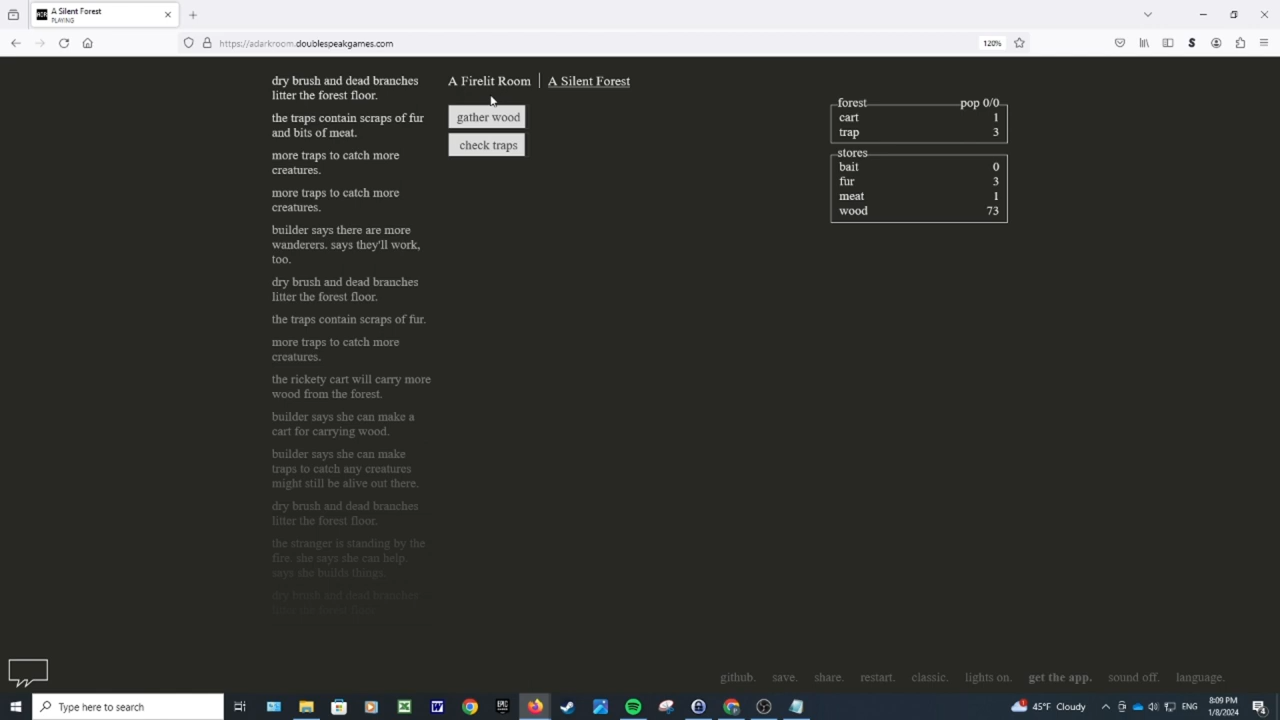 A Silent Forest
PLAYING
https://adarkroom.doublespeakgames.com
120%
dry brush and dead branches
litter the forest floor.
the traps contain scraps of fur
and bits of meat.
more traps to catch more
creatures.
more traps to catch more
creatures.
builder says there are more
wanderers. says they'll work,
too.
dry brush and dead branches
litter the forest floor.
the traps contain scraps of fur.
more traps to catch more
creatures.
the rickety cart will carry more
wood from the forest.
builder says she can make a
cart for carrying wood.
builder says she can make
traps to catch any creatures
might still be alive out there.
dry brush and dead branches
litter the forest floor.
the stranger is standing by the
fire. she says she can help.
says she builds things.
dry brush and dead branches
litter the forest floor.
A Firelit Room
A Silent Forest
gather wood
check traps
forest pop 0/0
cart 1
trap 3
stores
bait 0
fur 3
meat 1
wood 73
github. save. share. restart. classic. lights on. get the app. sound off. language.
Type here to search
45°F Cloudy
ENG
8:09 PM
1/8/2024